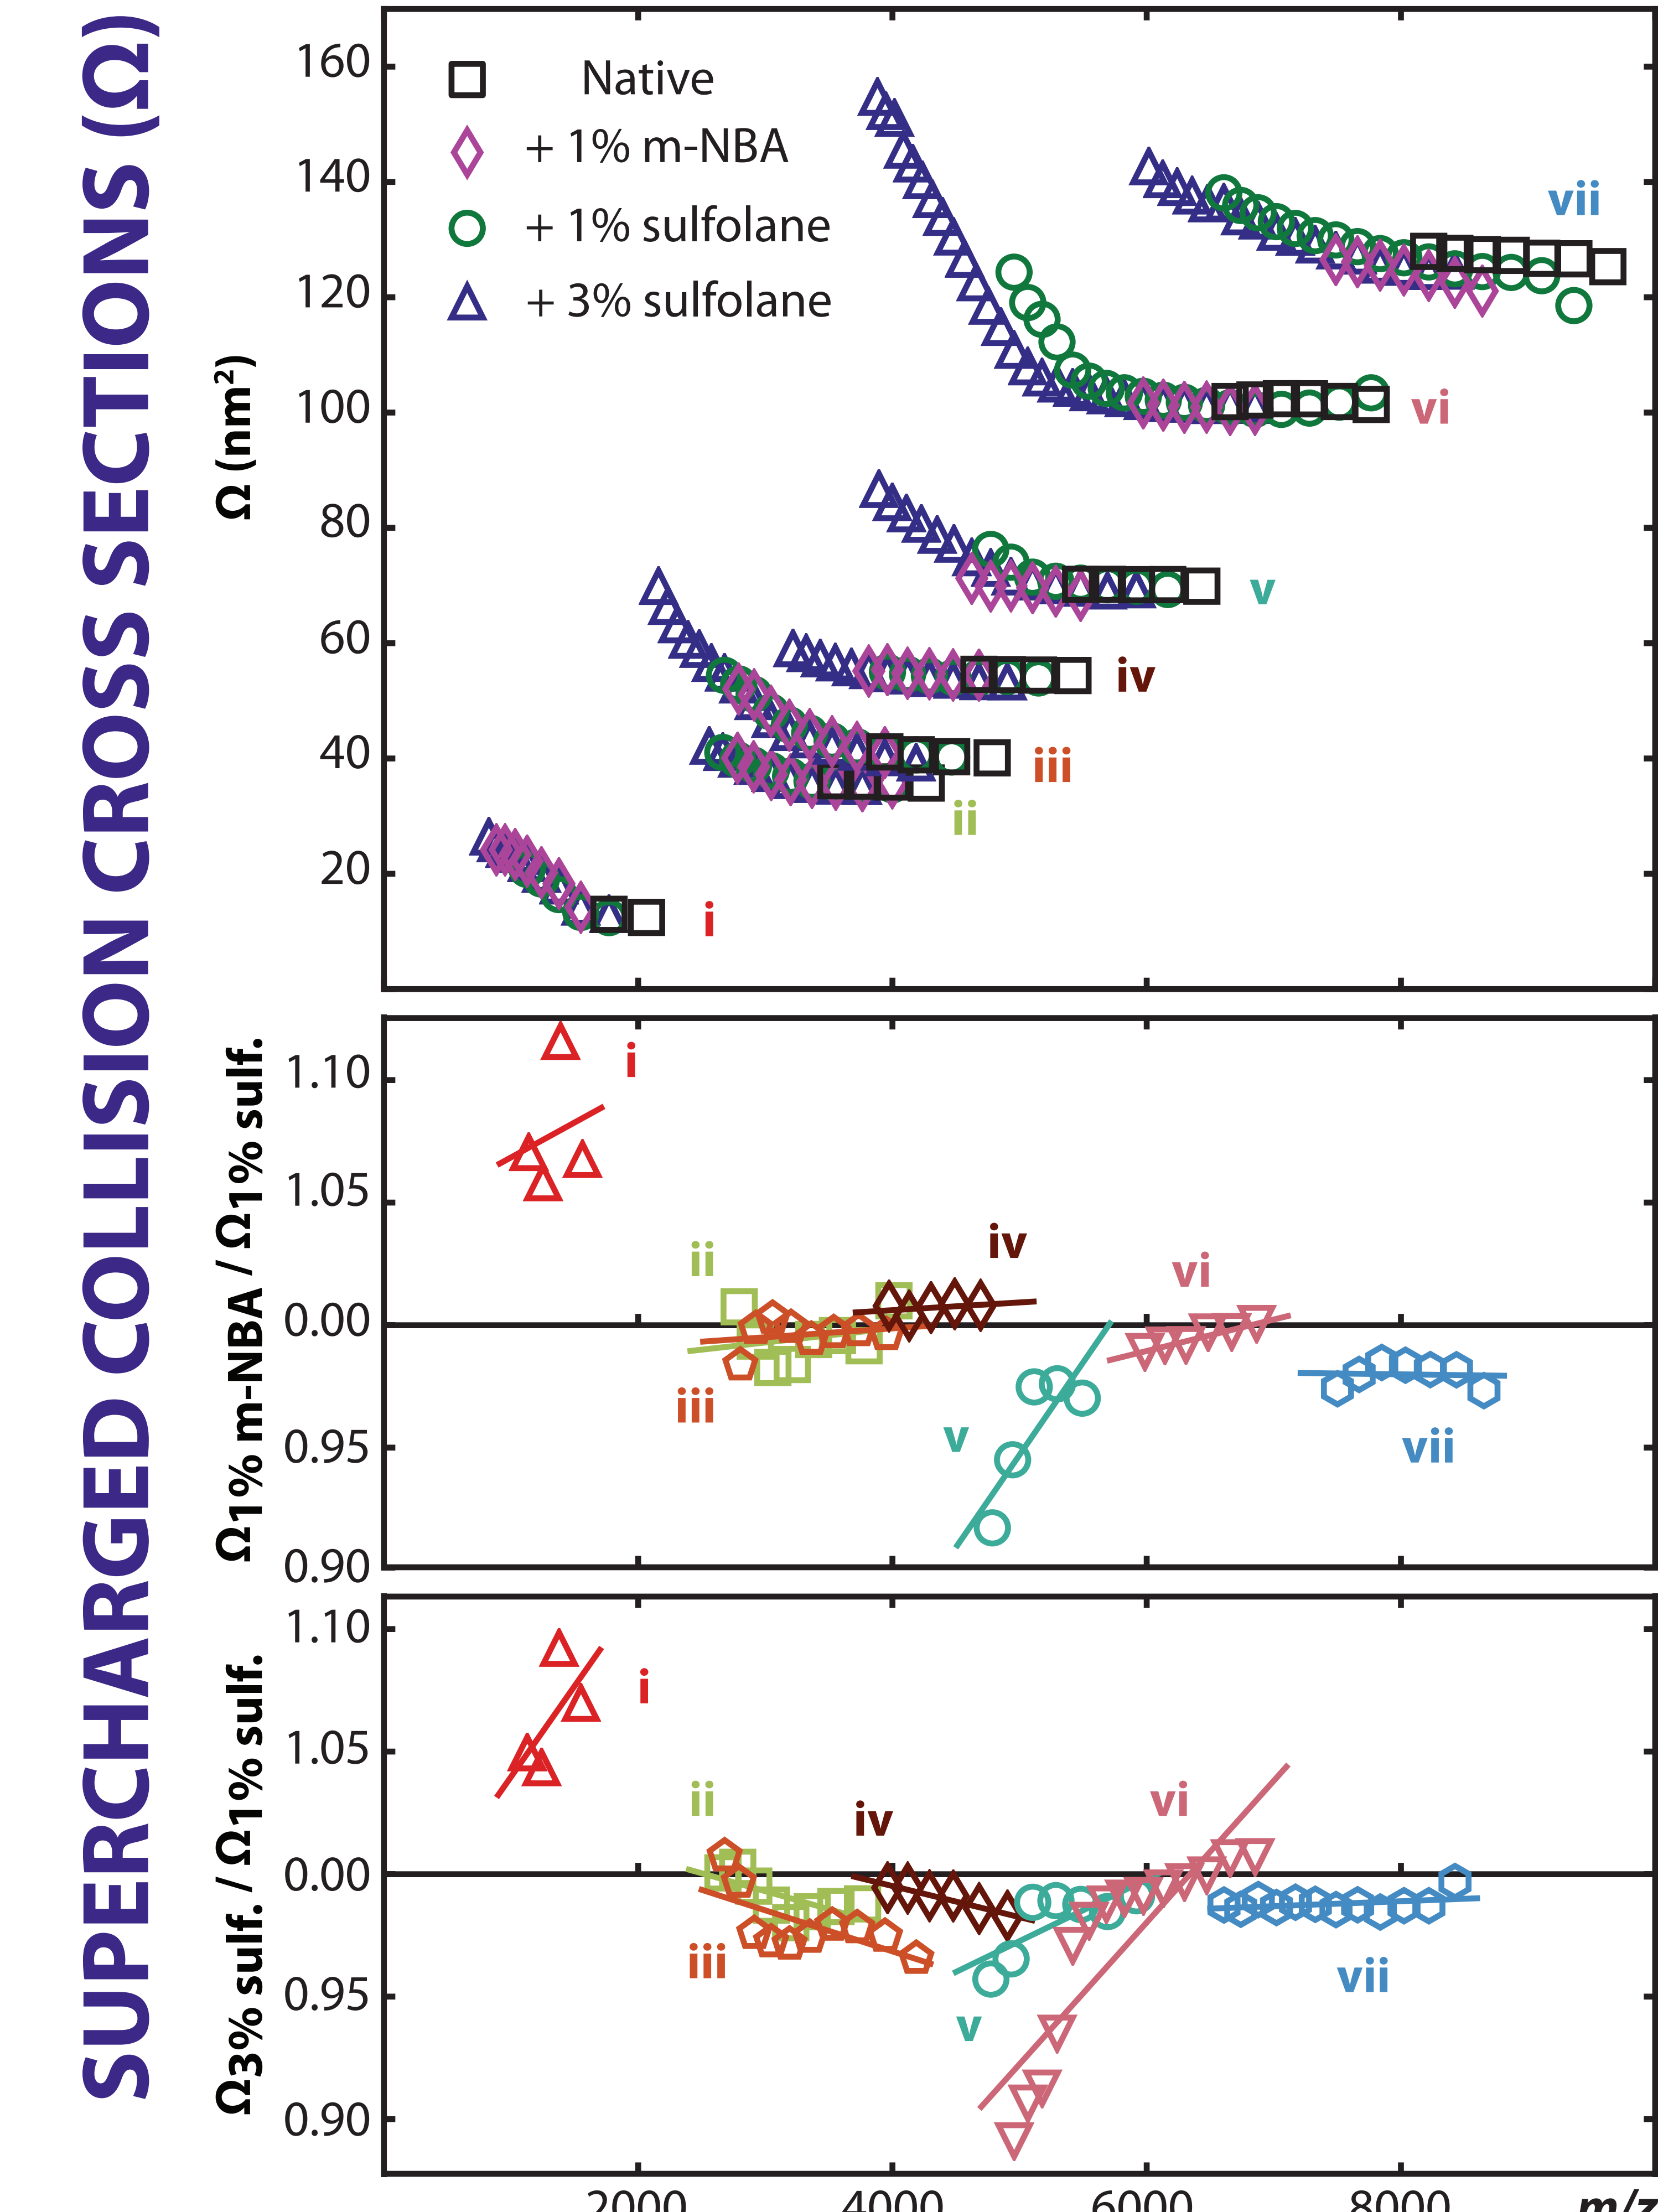 SUPERCHARGED COLLISION CROSS SECTIONS (Ω)
Ω (nm²)
160
140
120
100
80
60
40
20
Native
+ 1% m-NBA
+ 1% sulfolane
+ 3% sulfolane
vii
vi
v
iv
iii
ii
i
Ω1% m-NBA / Ω1% sulf.
1.10
1.05
0.00
0.95
0.90
i
ii
iii
iv
v
vi
vii
Ω3% sulf. / Ω1% sulf.
1.10
1.05
0.00
0.95
0.90
i
ii
iii
iv
v
vi
vii
2000
4000
6000
8000
m/z